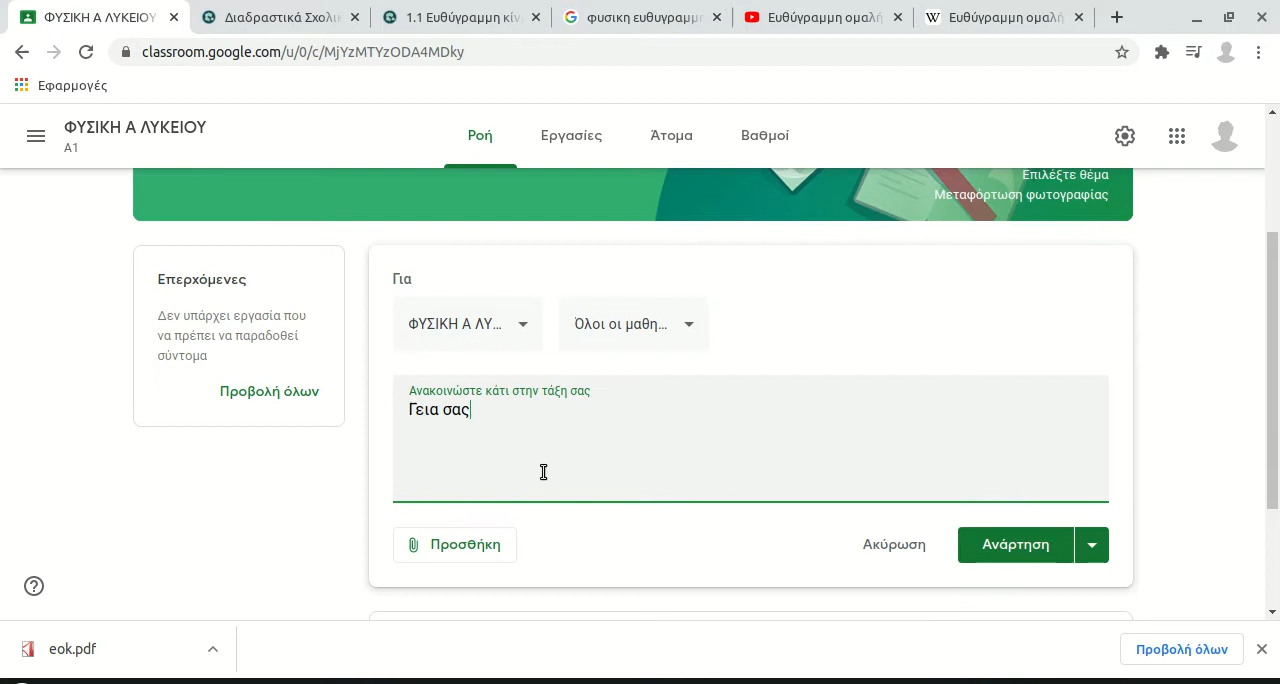 ΦΥΣΙΚΗ Α ΛΥΚΕΙΟΥ
Διαδραστικά Σχολι
1.1 Ευθύγραμμη κίν
φυσικη ευθυγραμμ
Ευθύγραμμη ομαλή
W Ευθύγραμμη ομαλή
classroom.google.com/u/0/c/MjYzMTYzODA4MDky
Εφαρμογές
ΦΥΣΙΚΗ Α ΛΥΚΕΙΟΥ
A1
Ροή
Εργασίες
Άτομα
Βαθμοί
Επιλέξτε θέμα
Μεταφόρτωση φωτογραφίας
Επερχόμενες
Δεν υπάρχει εργασία που
να πρέπει να παραδοθεί
σύντομα
Προβολή όλων
Για
ΦΥΣΙΚΗ Α ΛΥ...
Όλοι οι μαθη...
Ανακοινώστε κάτι στην τάξη σας
Γεια σας
Προσθήκη
Ακύρωση
Ανάρτηση
eok.pdf
Προβολή όλων